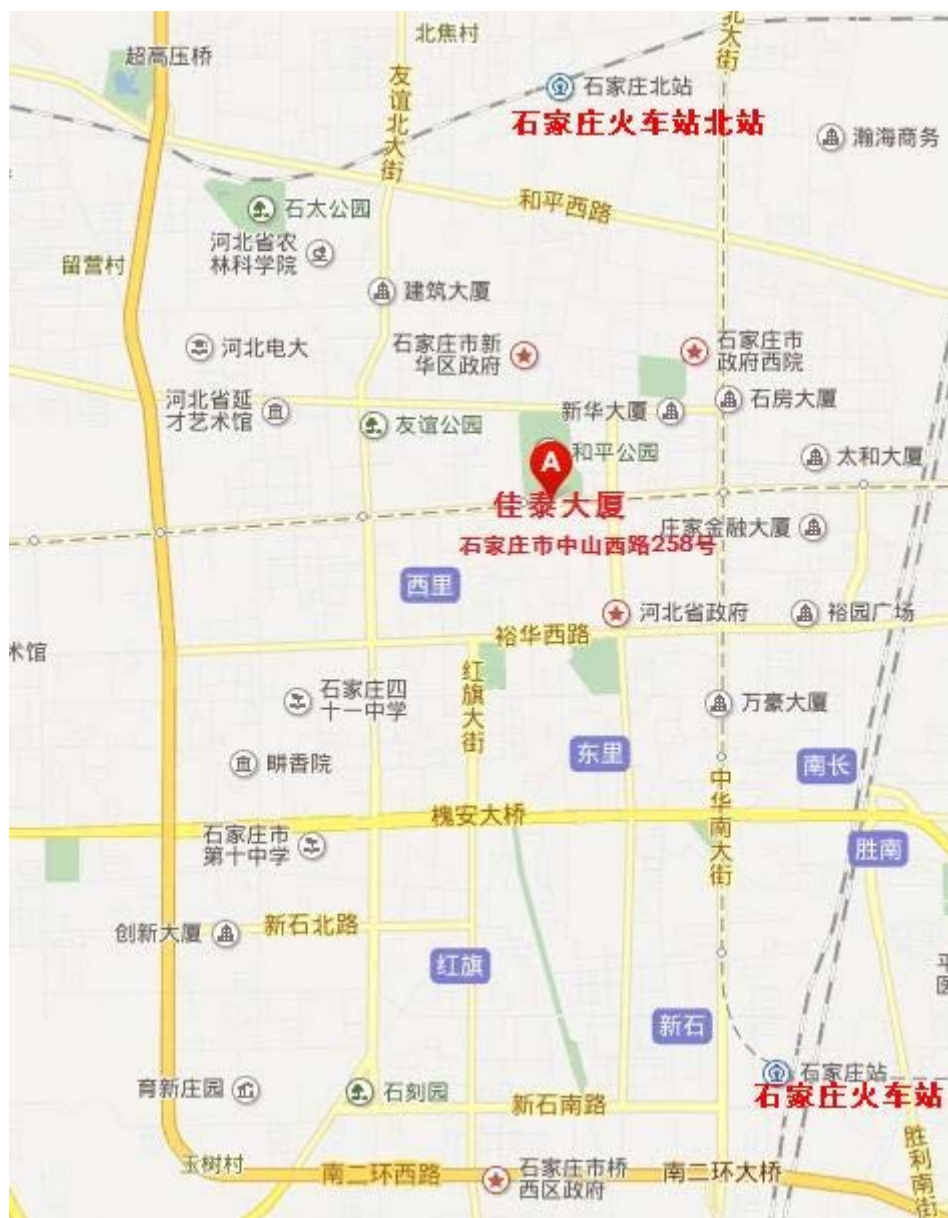 北焦村
超高压桥
北大街
友谊北大街
石家庄北站
石家庄火车站北站
瀚海商务
石太公园
和平西路
河北省农
林科学院
留营村
建筑大厦
河北电大
石家庄市新
华区政府
石家庄市
政府西院
河北省延
才艺术馆
友谊公园
新华大厦
石房大厦
A
和平公园
太和大厦
佳泰大厦
庄家金融大厦
石家庄市中山西路258号
西里
河北省政府
裕园广场
裕华西路
术馆
红旗大街
石家庄四
十一中学
万豪大厦
畊香院
东里
南长
中华南大街
槐安大桥
石家庄市
第十中学
胜南
创新大厦
新石北路
红旗
平
医
新石
石家庄站
育新庄园
石刻园
新石南路
石家庄火车站
胜利南街
玉树村
南二环西路
石家庄市桥
西区政府
南二环大桥